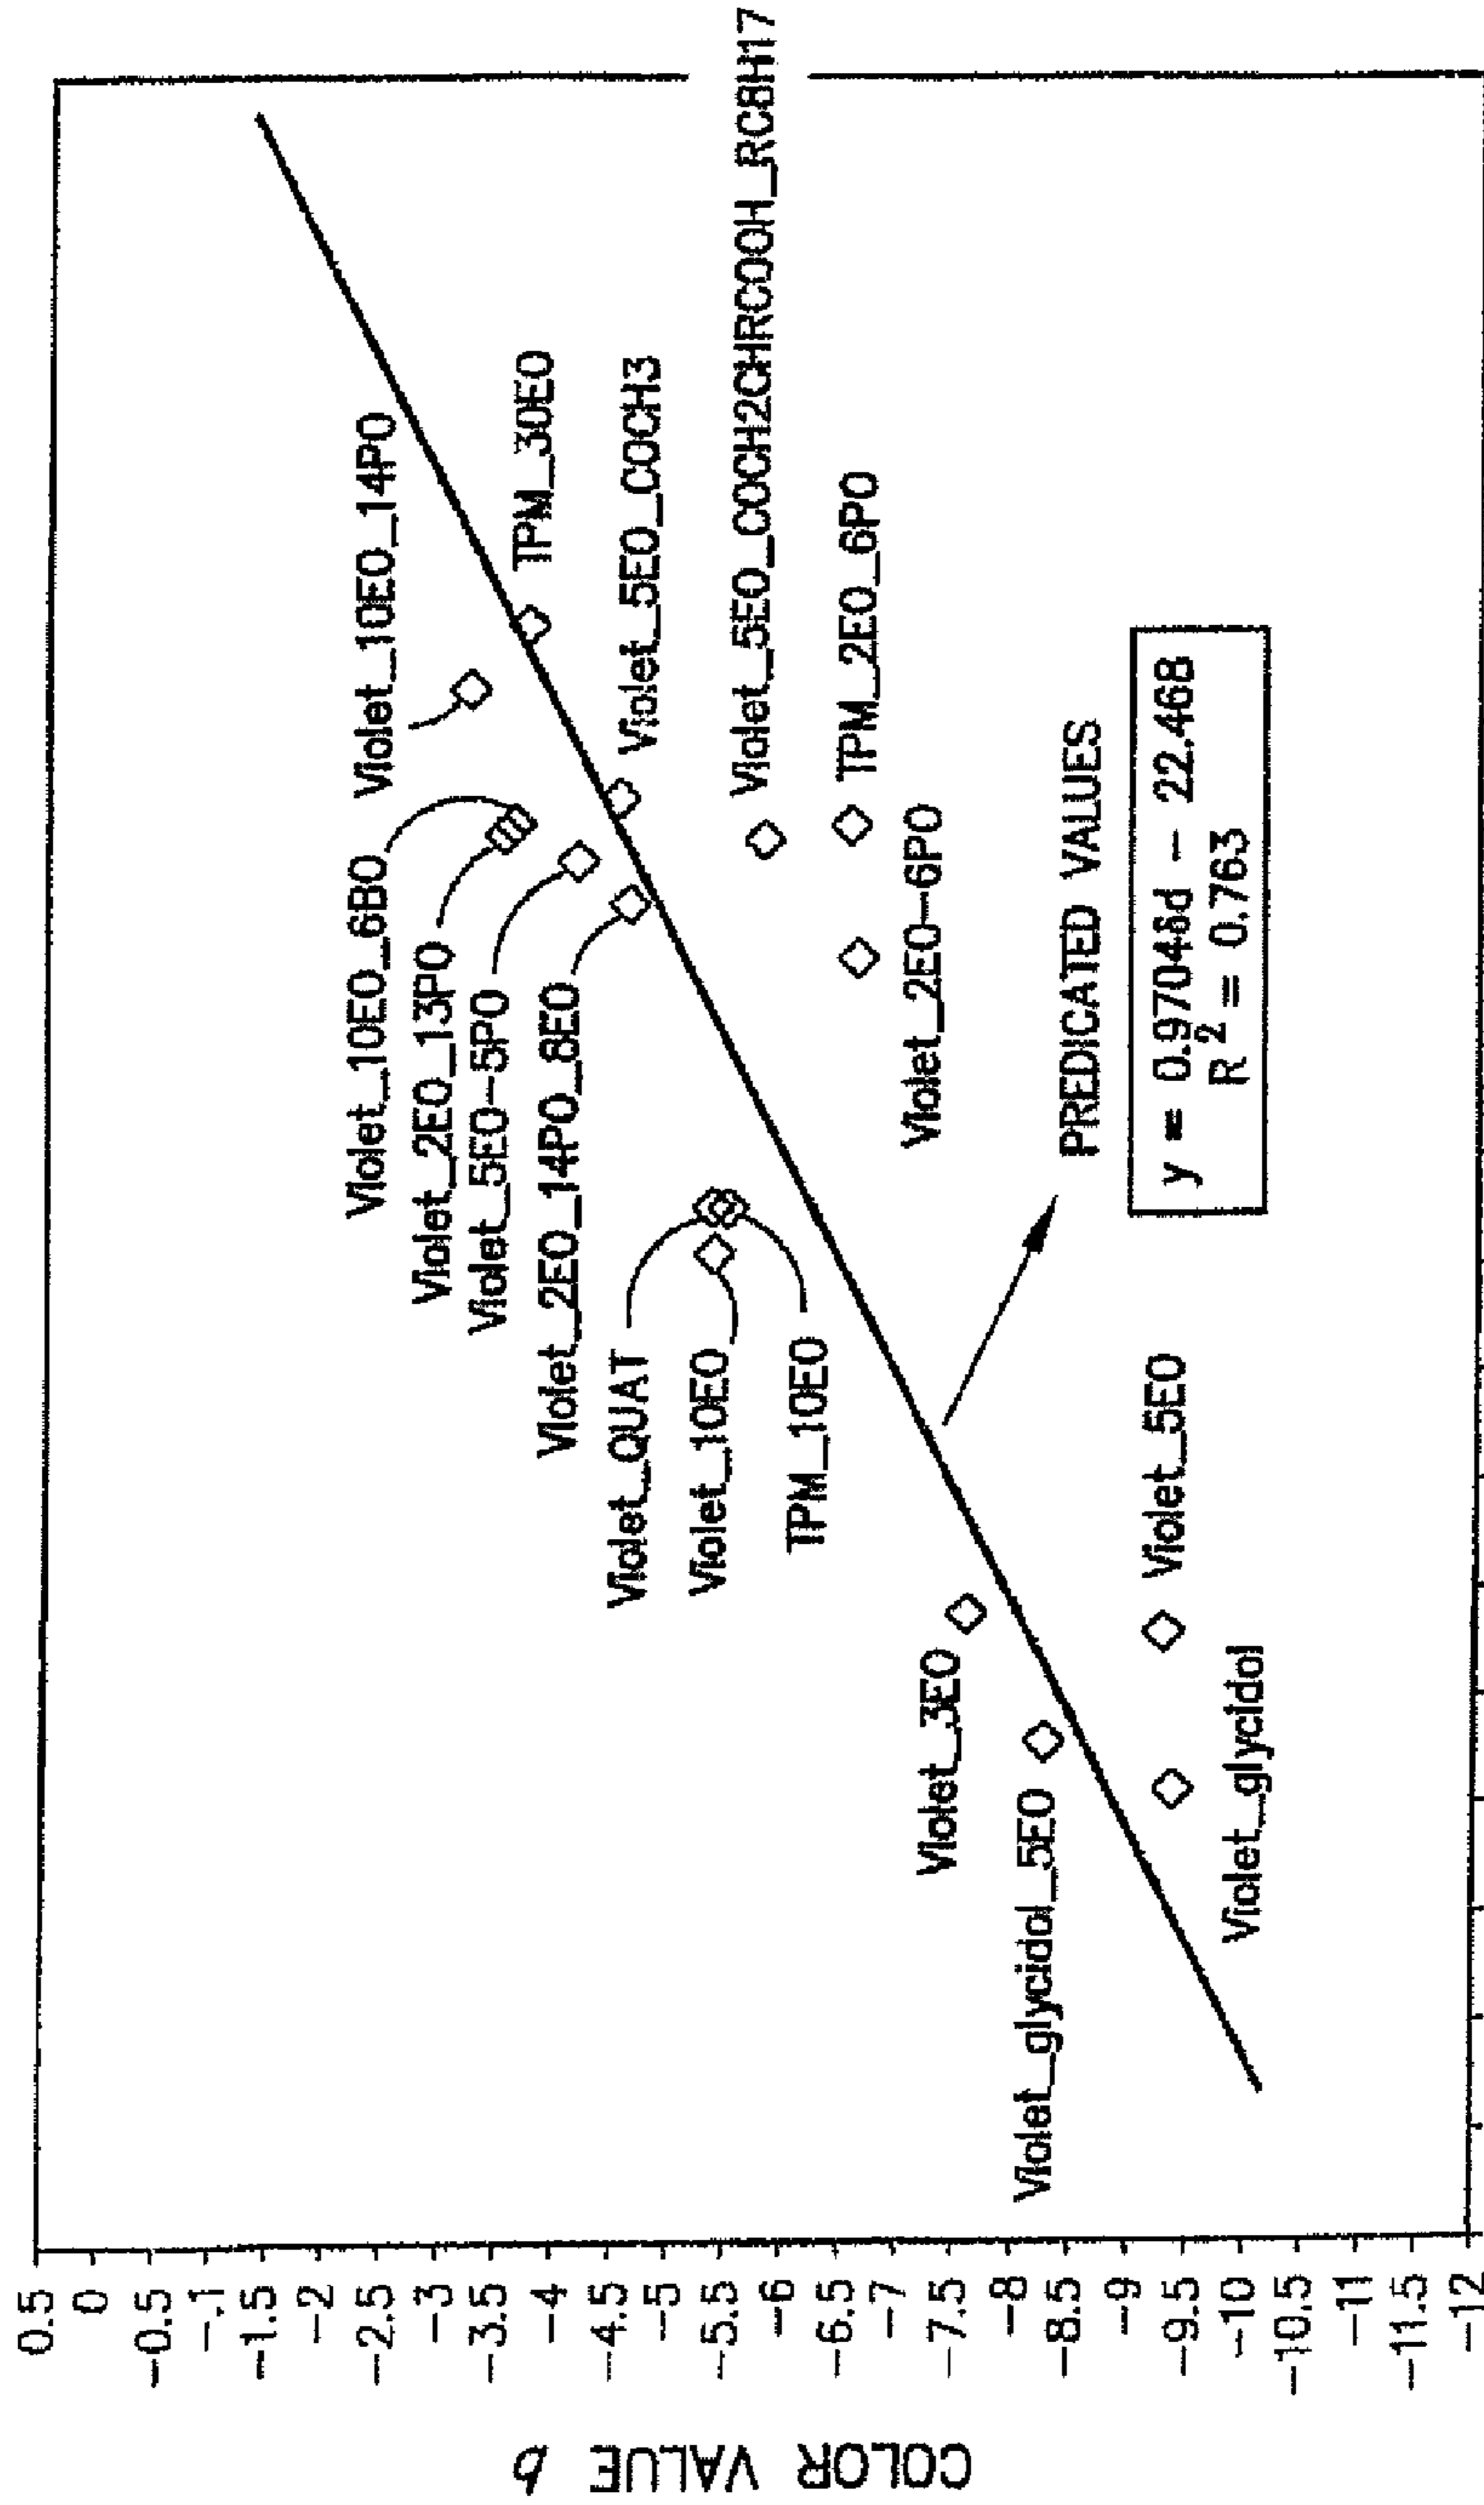 COLOR VALUE b
0.5
0
-0.5
-1
-1.5
-2
-2.5
-3
-3.5
-4
-4.5
-5
-5.5
-6
-6.5
-7
-7.5
-8
-8.5
-9
-9.5
-10
-10.5
-11
-11.5
-12
Violet_10EO_14PO
Violet_10EO_6BO
Violet_2EO_13PO
Violet_5EO-5PO
Violet_2EO_14PO_8EO
TPM_30EO
Violet_QUAT
Violet_5EO_COCH3
Violet_10EO
Violet_5EO_COCH2CHRCOOH_RC8H17
TPM_10EO
TPM_2EO_6PO
Violet_3EO
Violet_2EO-6PO
Violet_glycidol_5EO
PREDICATED VALUES
Violet_5EO
y = 0.9704δd - 22.468
R2 = 0.763
Violet_glycidol